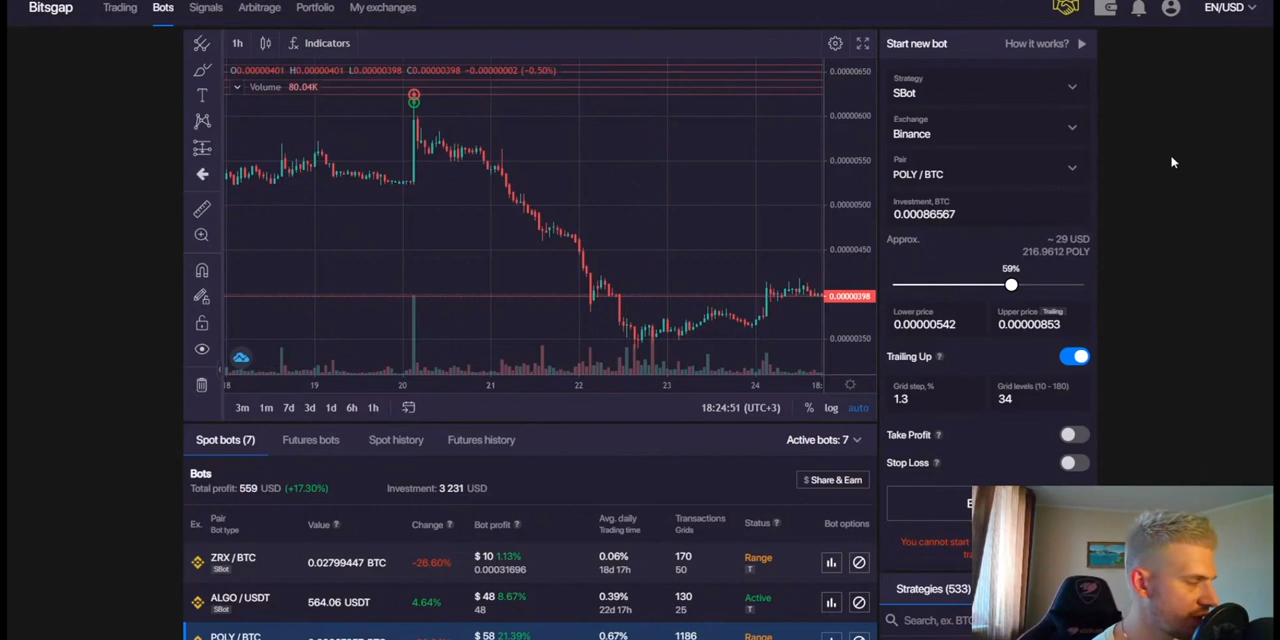 Bitsgap Trading Bots Signals Arbitrage Portfolio My exchanges EN/USD
1h Indicators
O0.00000401 H0.00000401 L0.00000398 C0.00000398 -0.00000002 (-0.50%)
Volume 80.04K
0.00000650
0.00000600
0.00000550
0.00000500
0.00000450
0.00000398
0.00000350
18 19 20 21 22 23 24 18:
3m 1m 7d 3d 1d 6h 1h 18:24:51 (UTC+3) % log auto
Start new bot How it works?
Strategy
SBot
Exchange
Binance
Pair
POLY / BTC
Investment, BTC
0.00086567
Approx. ~ 29 USD
216.9612 POLY
59%
Lower price Upper price Trailing
0.00000542 0.00000853
Trailing Up ?
Grid step, % Grid levels (10 - 180)
1.3 34
Take Profit ?
Stop Loss ?
You cannot start
Strategies (533)
Search, ex. BTC
Spot bots (7) Futures bots Spot history Futures history Active bots: 7
Bots
Total profit: 559 USD (+17.30%) Investment: 3 231 USD $ Share & Earn
Ex. Pair Value ? Change ? Bot profit ? Avg. daily Transactions Status ? Bot options
Bot type Trading time Grids
ZRX / BTC 0.02799447 BTC -26.60% $ 10 1.13% 0.06% 170 Range
SBot 0.00031696 18d 17h 50 T
ALGO / USDT 564.06 USDT 4.64% $ 48 8.67% 0.39% 130 Active
SBot 48 22d 17h 25 T
POLY / BTC $ 58 21.39% 0.67% 1186 Range